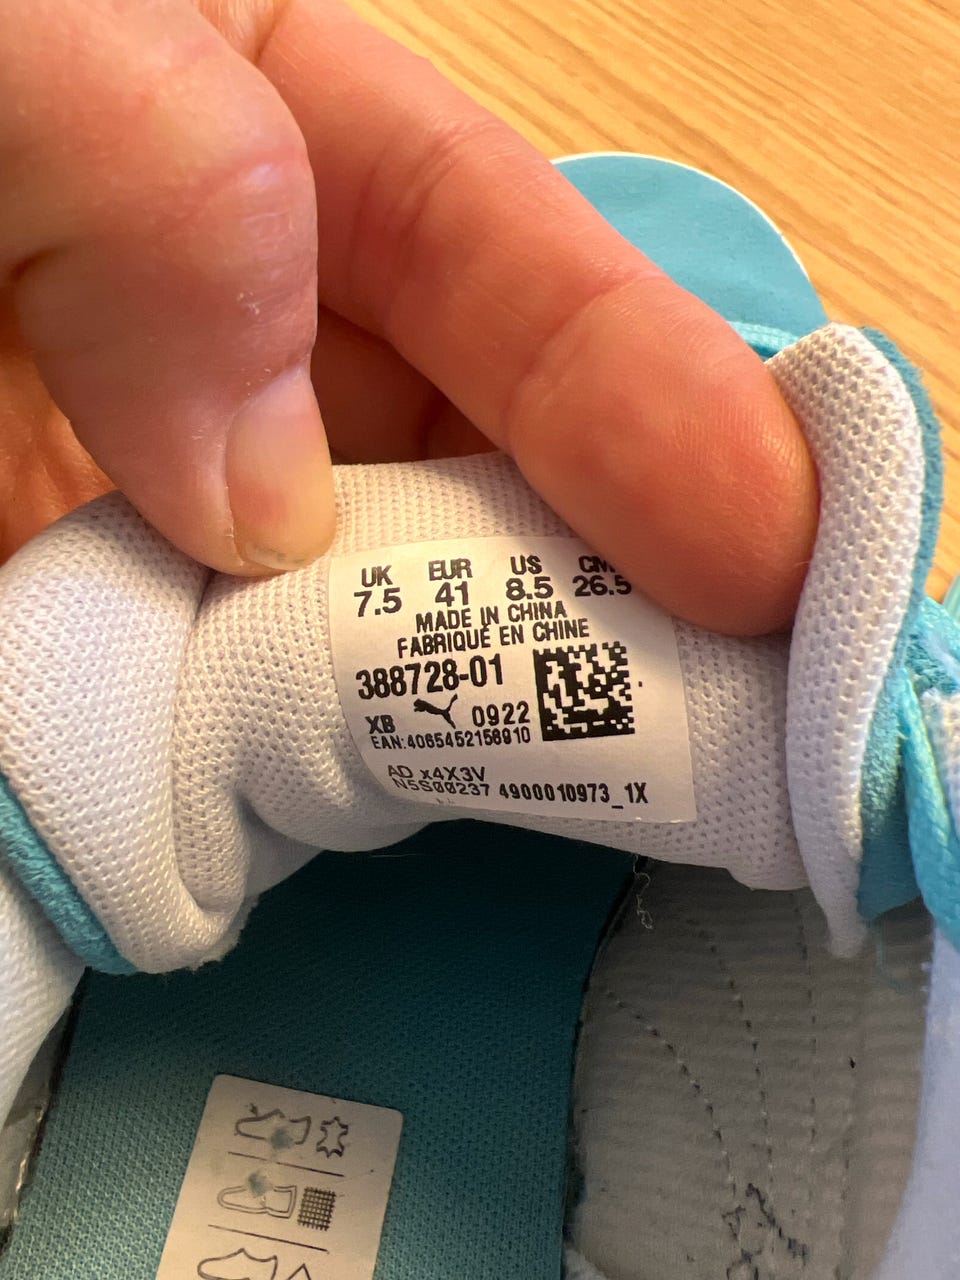 UK EUR US CM
7.5 41 8.5 26.5
MADE IN CHINA
FABRIQUÉ EN CHINE
388728-01
XB 0922
EAN:4065452158910
AD x4X3V
N5S00237 4900010973_1X